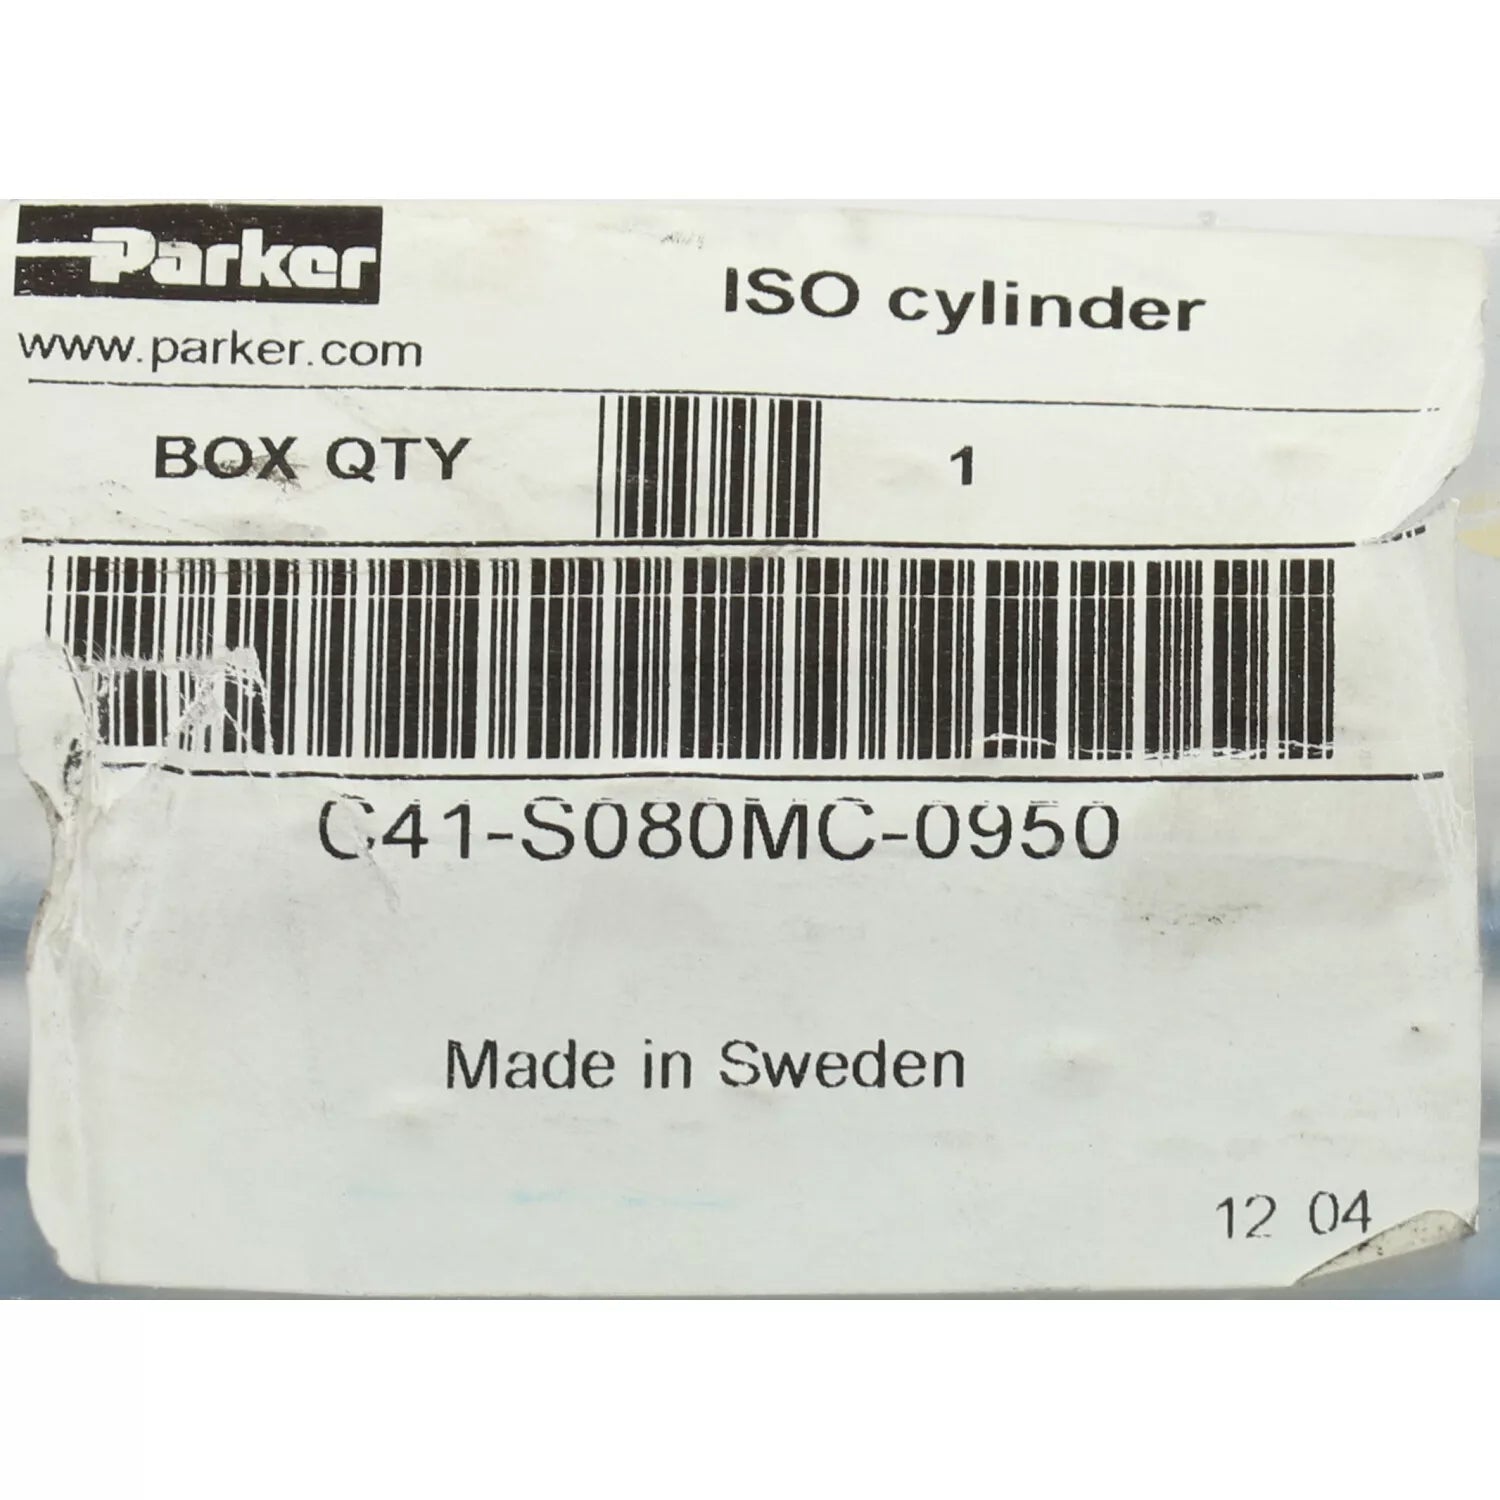 Parker
ISO cylinder
www.parker.com
BOX QTY 1
C41-S080MC-0950
Made in Sweden
12 04